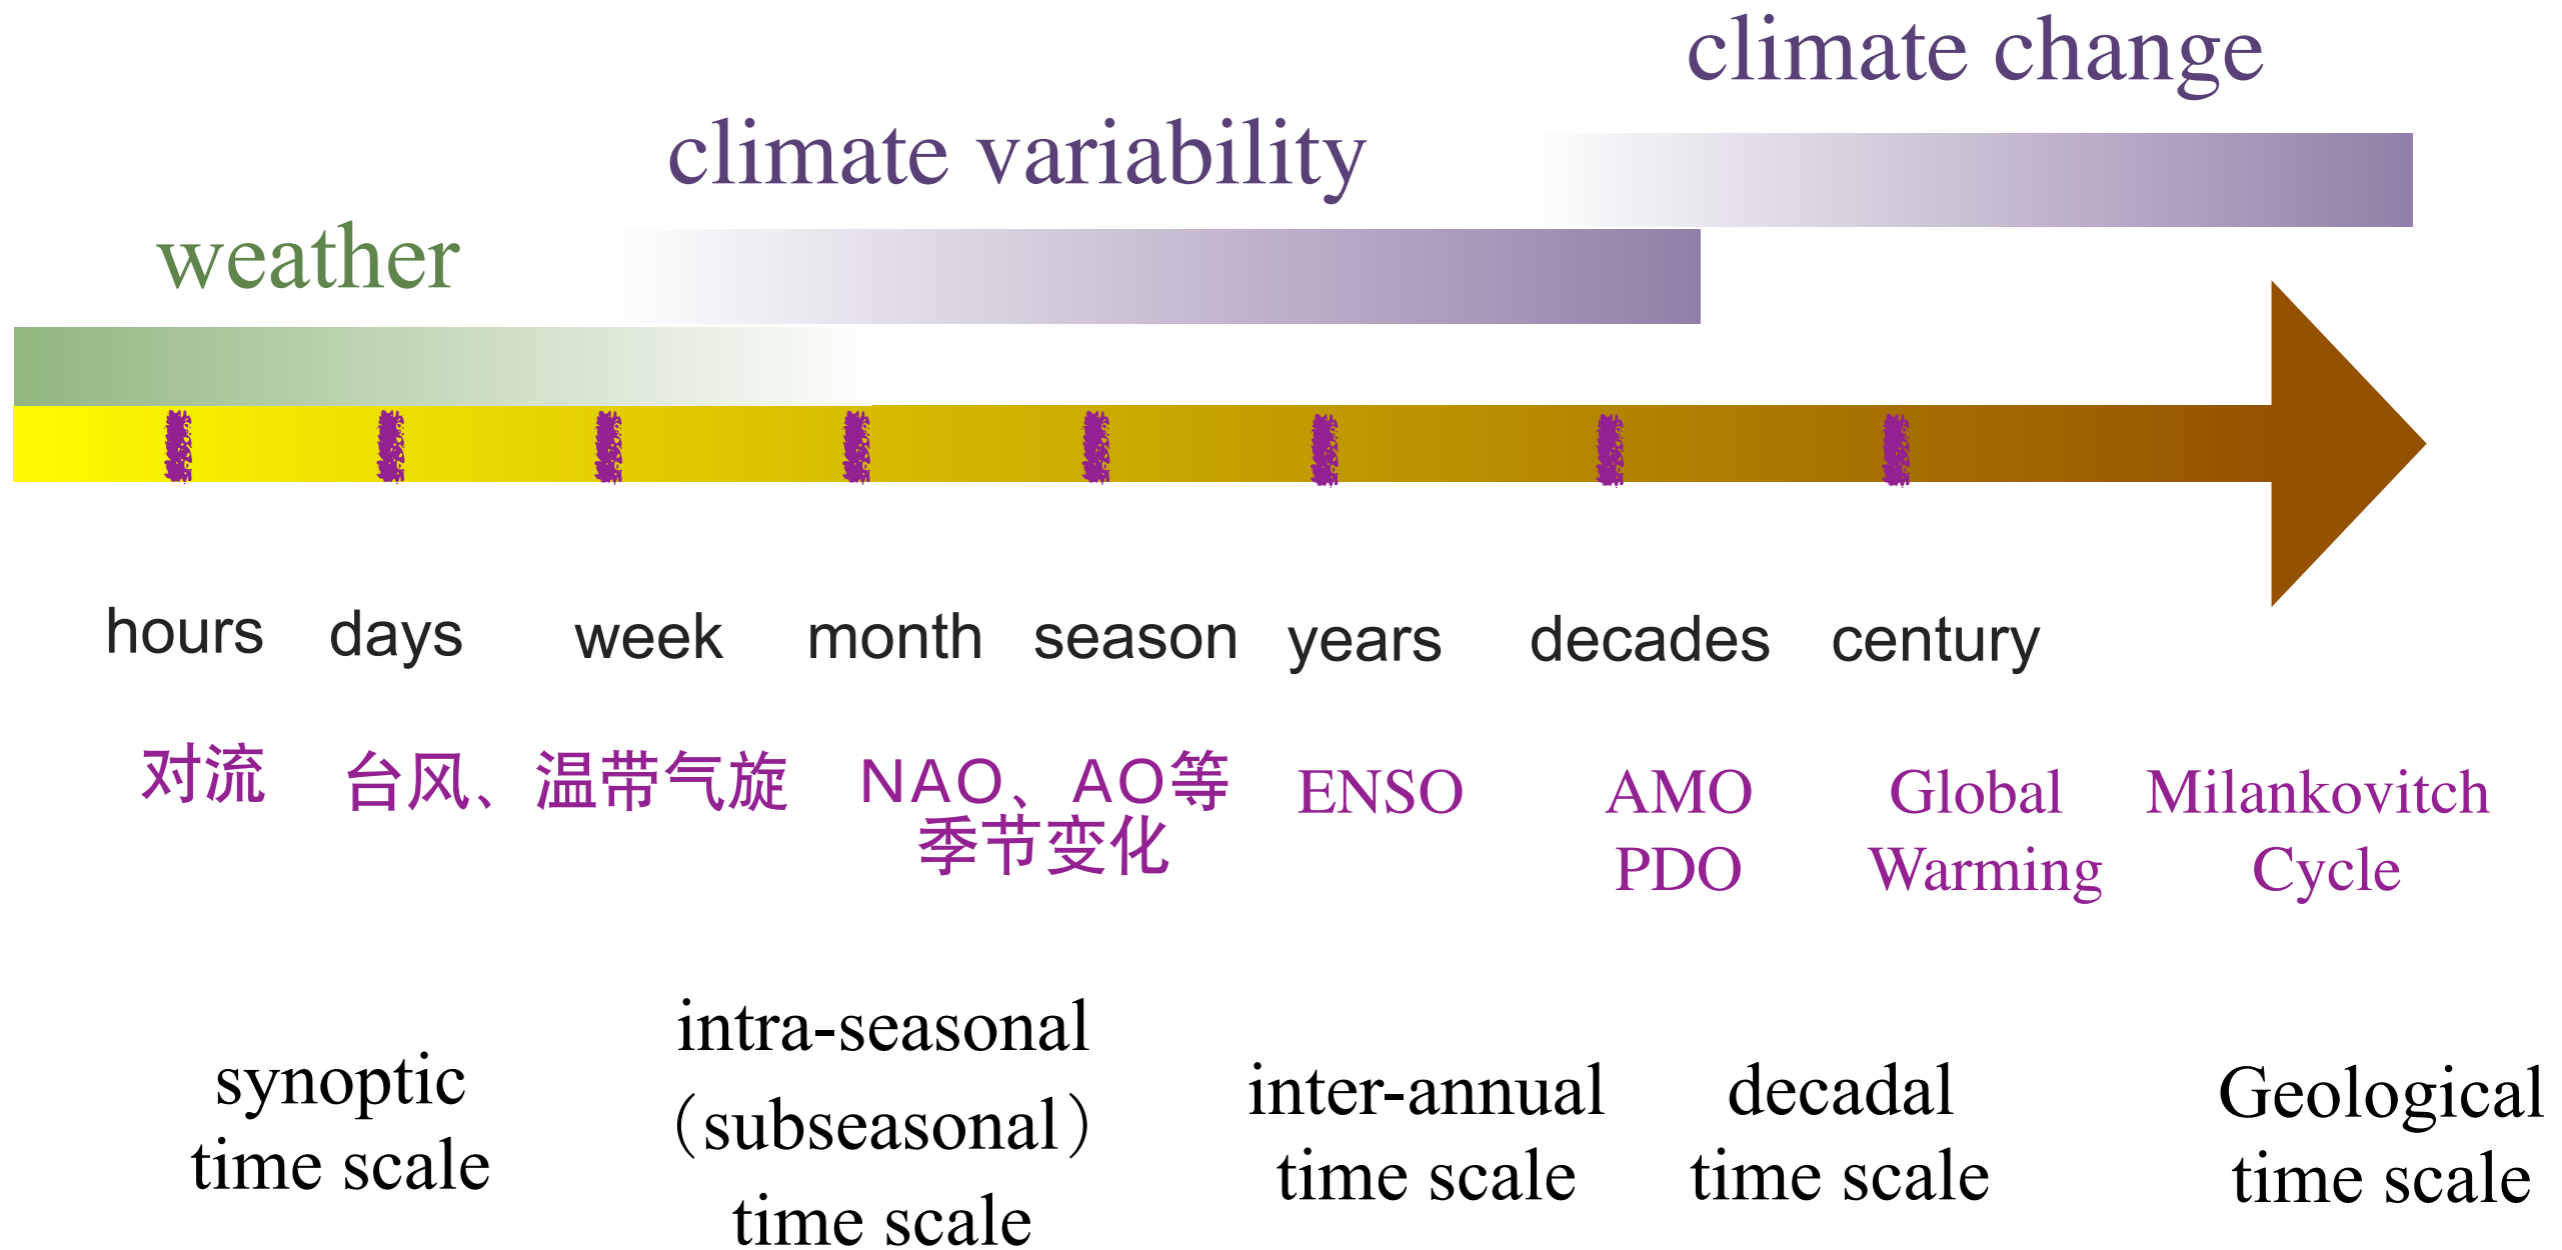 climate change
climate variability
weather
hours days week month season years decades century
对流 台风、温带气旋 NAO、AO等 ENSO AMO Global Milankovitch
季节变化 PDO Warming Cycle
synoptic
time scale
intra-seasonal
（subseasonal）
time scale
inter-annual
time scale
decadal
time scale
Geological
time scale